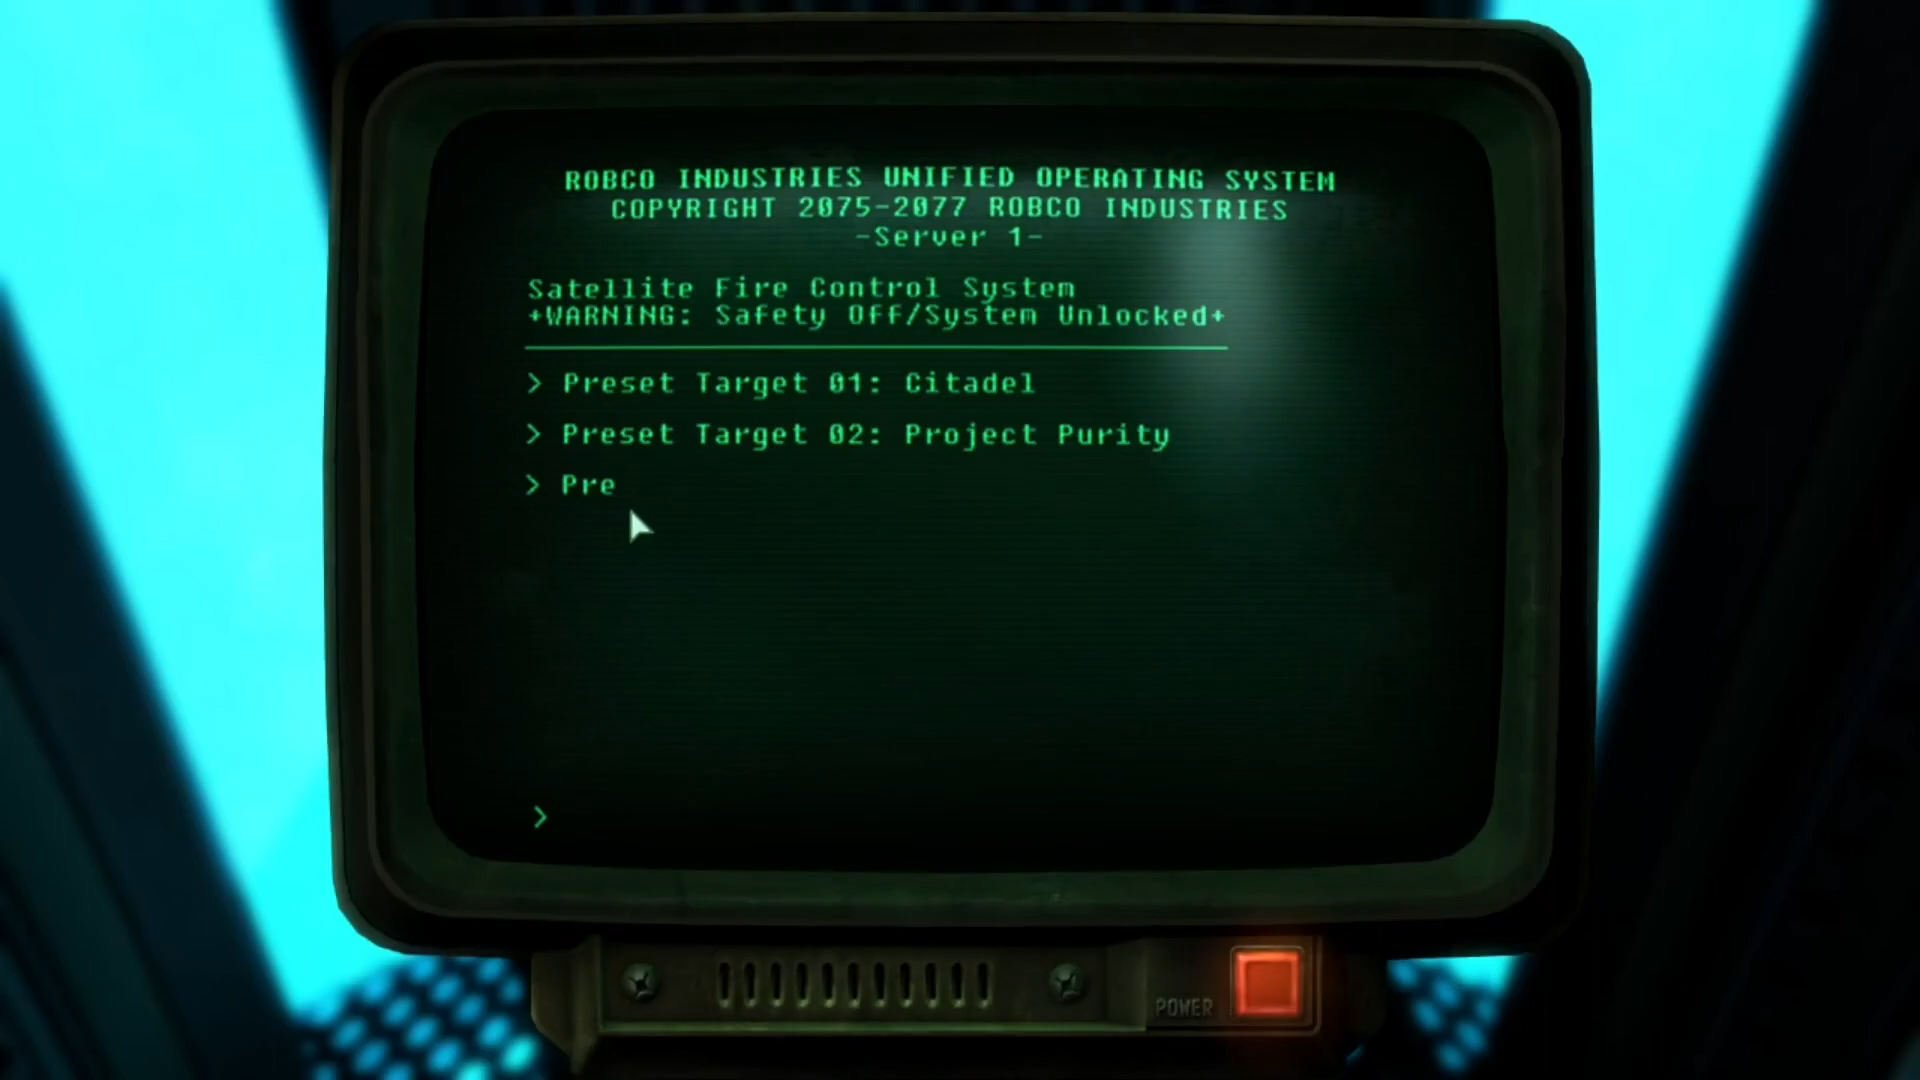 ROBCO INDUSTRIES UNIFIED OPERATING SYSTEM
COPYRIGHT 2075-2077 ROBCO INDUSTRIES
-Server 1-
Satellite Fire Control System
+WARNING: Safety Off/System Unlocked+
> Preset Target 01: Citadel
> Preset Target 02: Project Purity
> Pre
>
POWER